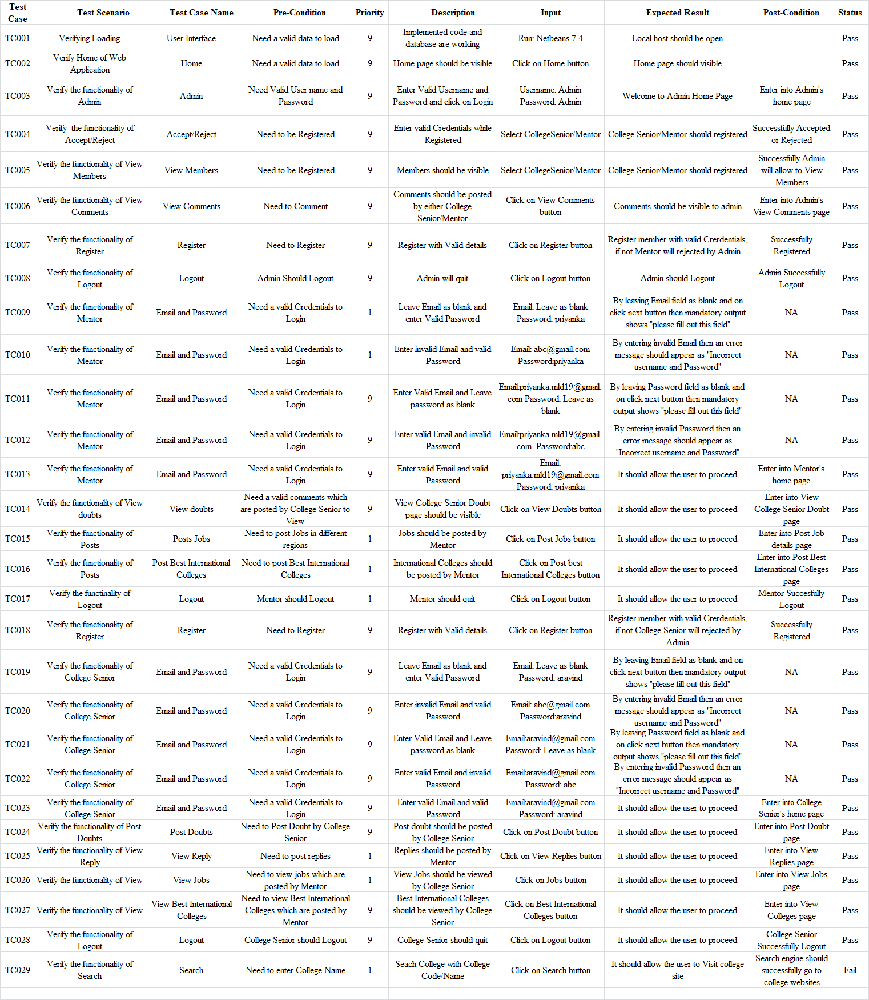 Test Case	Test Scenario	Test Case Name	Pre-Condition	Priority	Description	Input	Expected Result	Post-Condition	Status
TC001	Verifying Loading	User Interface	Need a valid data to load	9	Implemented code and database are working	Run: Netbeans 7.4	Local host should be open		Pass
TC002	Verify Home of Web Application	Home	Need a valid data to load	9	Home page should be visible	Click on Home button	Home page should visible		Pass
TC003	Verify the functionality of Admin	Admin	Need Valid User name and Password	9	Enter Valid Username and Password and click on Login	Username: Admin Password: Admin	Welcome to Admin Home Page	Enter into Admin's home page	Pass
TC004	Verify the functionality of Accept/Reject	Accept/Reject	Need to be Registered	9	Enter valid Credentials while Registered	Select CollegeSenior/Mentor	College Senior/Mentor should registered	Successfully Accepted or Rejected	Pass
TC005	Verify the functionality of View Members	View Members	Need to be Registered	9	Members should be visible	Select CollegeSenior/Mentor	College Senior/Mentor should registered	Successfully Admin will allow to View Members	Pass
TC006	Verify the functionality of View Comments	View Comments	Need to Comment	9	Comments should be posted by either College Senior/Mentor	Click on View Comments button	Comments should be visible to admin	Enter into Admin's View Comments page	Pass
TC007	Verify the functionality of Register	Register	Need to Register	9	Register with Valid details	Click on Register button	Register member with valid Crerdentials, if not Mentor will rejected by Admin	Successfully Registered	Pass
TC008	Verify the functionality of Logout	Logout	Admin Should Logout	9	Admin will quit	Click on Logout button	Admin should Logout	Admin Successfully Logout	Pass
TC009	Verify the functionality of Mentor	Email and Password	Need a valid Credentials to Login	1	Leave Email as blank and enter Valid Password	Email: Leave as blank Password: priyanka	By leaving Email field as blank and on click next button then mandatory output shows "please fill out this field"	NA	Pass
TC010	Verify the functionality of Mentor	Email and Password	Need a valid Credentials to Login	1	Enter invalid Email and valid Password	Email: abc@gmail.com Password:priyanka	By entering invalid Email then an error message should appear as "Incorrect username and Password"	NA	Pass
TC011	Verify the functionality of Mentor	Email and Password	Need a valid Credentials to Login	9	Enter Valid Email and Leave password as blank	Email:priyanka.mld19@gmail.com Password: Leave as blank	By leaving Password field as blank and on click next button then mandatory output shows "please fill out this field"	NA	Pass
TC012	Verify the functionality of Mentor	Email and Password	Need a valid Credentials to Login	9	Enter valid Email and invalid Password	Email:priyanka.mld19@gmail.com Password:abc	By entering invalid Password then an error message should appear as "Incorrect username and Password"	NA	Pass
TC013	Verify the functionality of Mentor	Email and Password	Need a valid Credentials to Login	9	Enter valid Email and valid Password	Email: priyanka.mld19@gmail.com Password: priyanka	It should allow the user to proceed	Enter into Mentor's home page	Pass
TC014	Verify the functionality of View doubts	View doubts	Need a valid comments which are posted by College Senior to View	9	View College Senior Doubt page should be visible	Click on View Doubts button	It should allow the user to proceed	Enter into View College Senior Doubt page	Pass
TC015	Verify the functionality of Posts	Posts Jobs	Need to post Jobs in different regions	1	Jobs should be posted by Mentor	Click on Post Jobs button	It should allow the user to proceed	Enter into Post Job details page	Pass
TC016	Verify the functionality of Posts	Post Best International Colleges	Need to post Best International Colleges	1	International Colleges should be posted by Mentor	Click on Post best International Colleges button	It should allow the user to proceed	Enter into Post Best International Colleges page	Pass
TC017	Verify the functinality of Logout	Logout	Mentor should Logout	1	Mentor should quit	Click on Logout button	It should allow the user to proceed	Mentor Succesfully Logout	Pass
TC018	Verify the functionality of Register	Register	Need to Register	9	Register with Valid details	Click on Register button	Register member with valid Crerdentials, if not College Senior will rejected by Admin	Successfully Registered	Pass
TC019	Verify the functionality of College Senior	Email and Password	Need a valid Credentials to Login	9	Leave Email as blank and enter Valid Password	Email: Leave as blank Password: aravind	By leaving Email field as blank and on click next button then mandatory output shows "please fill out this field"	NA	Pass
TC020	Verify the functionality of College Senior	Email and Password	Need a valid Credentials to Login	9	Enter invalid Email and valid Password	Email: abc@gmail.com Password:aravind	By entering invalid Email then an error message should appear as "Incorrect username and Password"	NA	Pass
TC021	Verify the functionality of College Senior	Email and Password	Need a valid Credentials to Login	9	Enter Valid Email and Leave password as blank	Email:aravind@gmail.com Password: Leave as blank	By leaving Password field as blank and on click next button then mandatory output shows "please fill out this field"	NA	Pass
TC022	Verify the functionality of College Senior	Email and Password	Need a valid Credentials to Login	9	Enter valid Email and invalid Password	Email:aravind@gmail.com Password: abc	By entering invalid Password then an error message should appear as "Incorrect username and Password"	NA	Pass
TC023	Verify the functionality of College Senior	Email and Password	Need a valid Credentials to Login	9	Enter valid Email and valid Password	Email:aravind@gmail.com Password: aravind	It should allow the user to proceed	Enter into College Senior's home page	Pass
TC024	Verify the functionality of Post Doubts	Post Doubts	Need to Post Doubt by College Senior	9	Post doubt should be posted by College Senior	Click on Post Doubt button	It should allow the user to proceed	Enter into Post Doubt page	Pass
TC025	Verify the functionality of View Reply	View Reply	Need to post replies	1	Replies should be posted by Mentor	Click on View Replies button	It should allow the user to proceed	Enter into View Replies page	Pass
TC026	Verify the functionality of View	View Jobs	Need to view jobs which are posted by Mentor	1	View Jobs should be viewed by College Senior	Click on Jobs button	It should allow the user to proceed	Enter into View Jobs page	Pass
TC027	Verify the functionality of View	View Best International Colleges	Need to view Best International Colleges which are posted by Mentor	9	Best International Colleges should be viewed by College Senior	Click on Best International Colleges button	It should allow the user to proceed	Enter into View Colleges page	Pass
TC028	Verify the functionality of Logout	Logout	College Senior should Logout	9	College Senior should quit	Click on Logout button	It should allow the user to proceed	College Senior Successfully Logout	Pass
TC029	Verify the functionality of Search	Search	Need to enter College Name	1	Seach College with College Code/Name	Click on Search button	It should allow the user to Visit college site	Search engine should successfully go to college websites	Fail